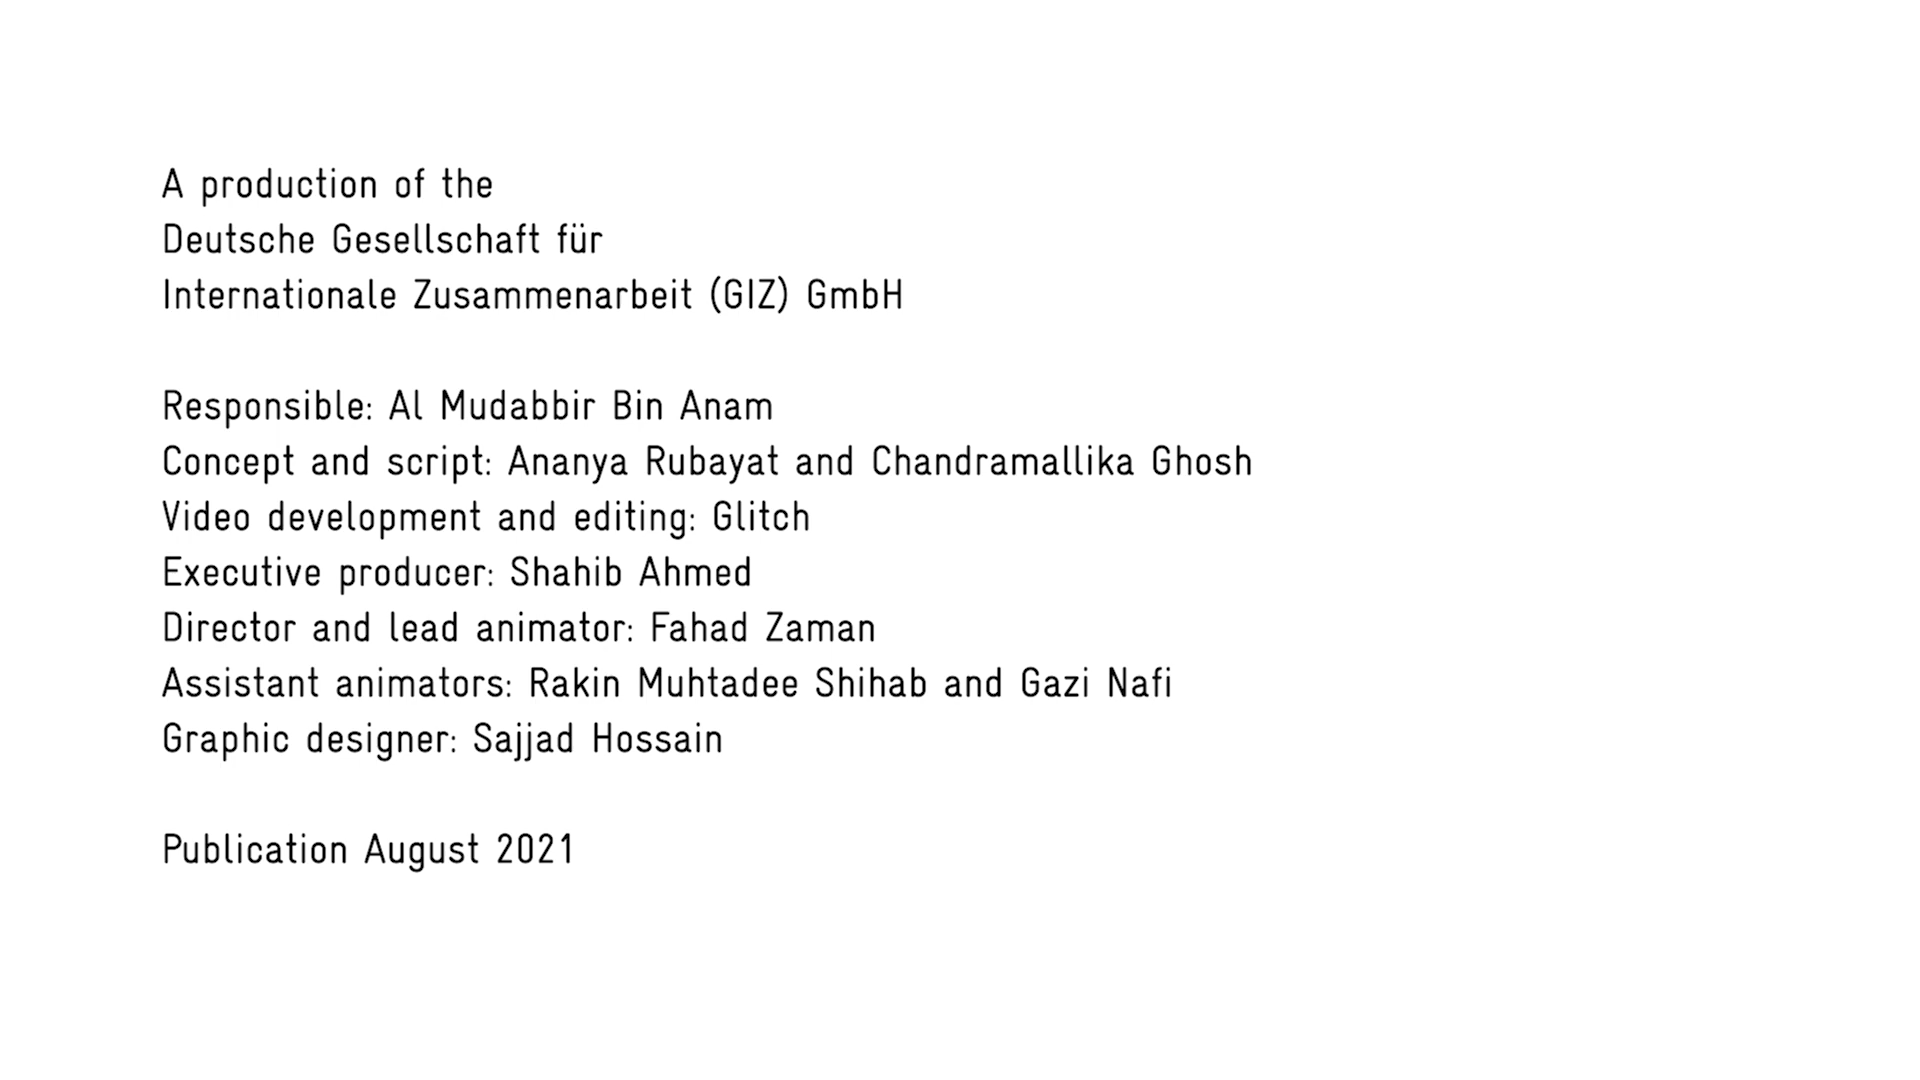 A production of the
Deutsche Gesellschaft für
Internationale Zusammenarbeit (GIZ) GmbH
Responsible: Al Mudabbir Bin Anam
Concept and script: Ananya Rubayat and Chandramallika Ghosh
Video development and editing: Glitch
Executive producer: Shahib Ahmed
Director and lead animator: Fahad Zaman
Assistant animators: Rakin Muhtadee Shihab and Gazi Nafi
Graphic designer: Sajjad Hossain
Publication August 2021